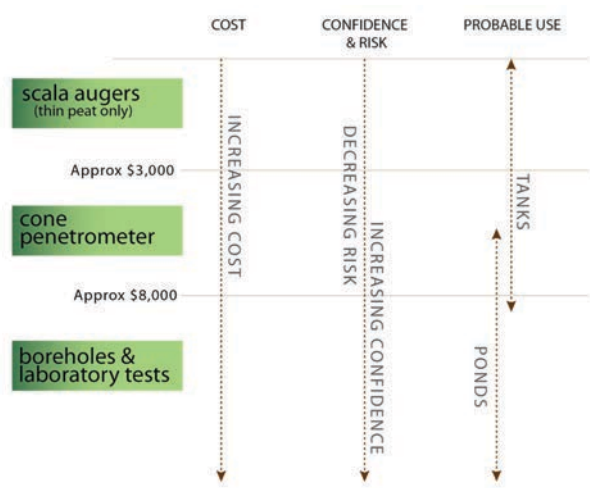 COST
CONFIDENCE
& RISK
PROBABLE USE
scala augers
(thin peat only)
INCREASING COST
DECREASING RISK
Approx $3,000
TANKS
cone
penetrometer
INCREASING CONFIDENCE
Approx $8,000
boreholes &
laboratory tests
PONDS